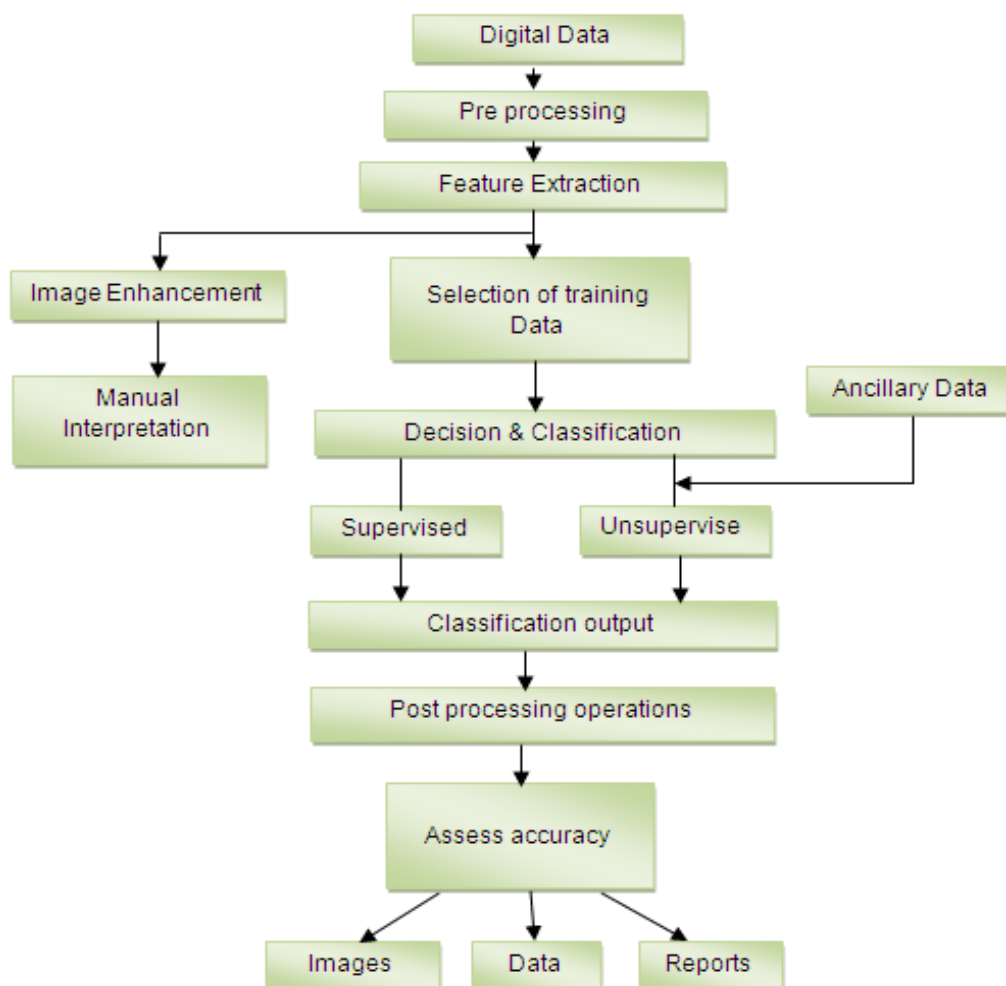 Digital Data
Pre processing
Feature Extraction
Image Enhancement
Selection of training
Data
Manual
Interpretation
Ancillary Data
Decision & Classification
Supervised
Unsupervise
Classification output
Post processing operations
Assess accuracy
Images
Data
Reports